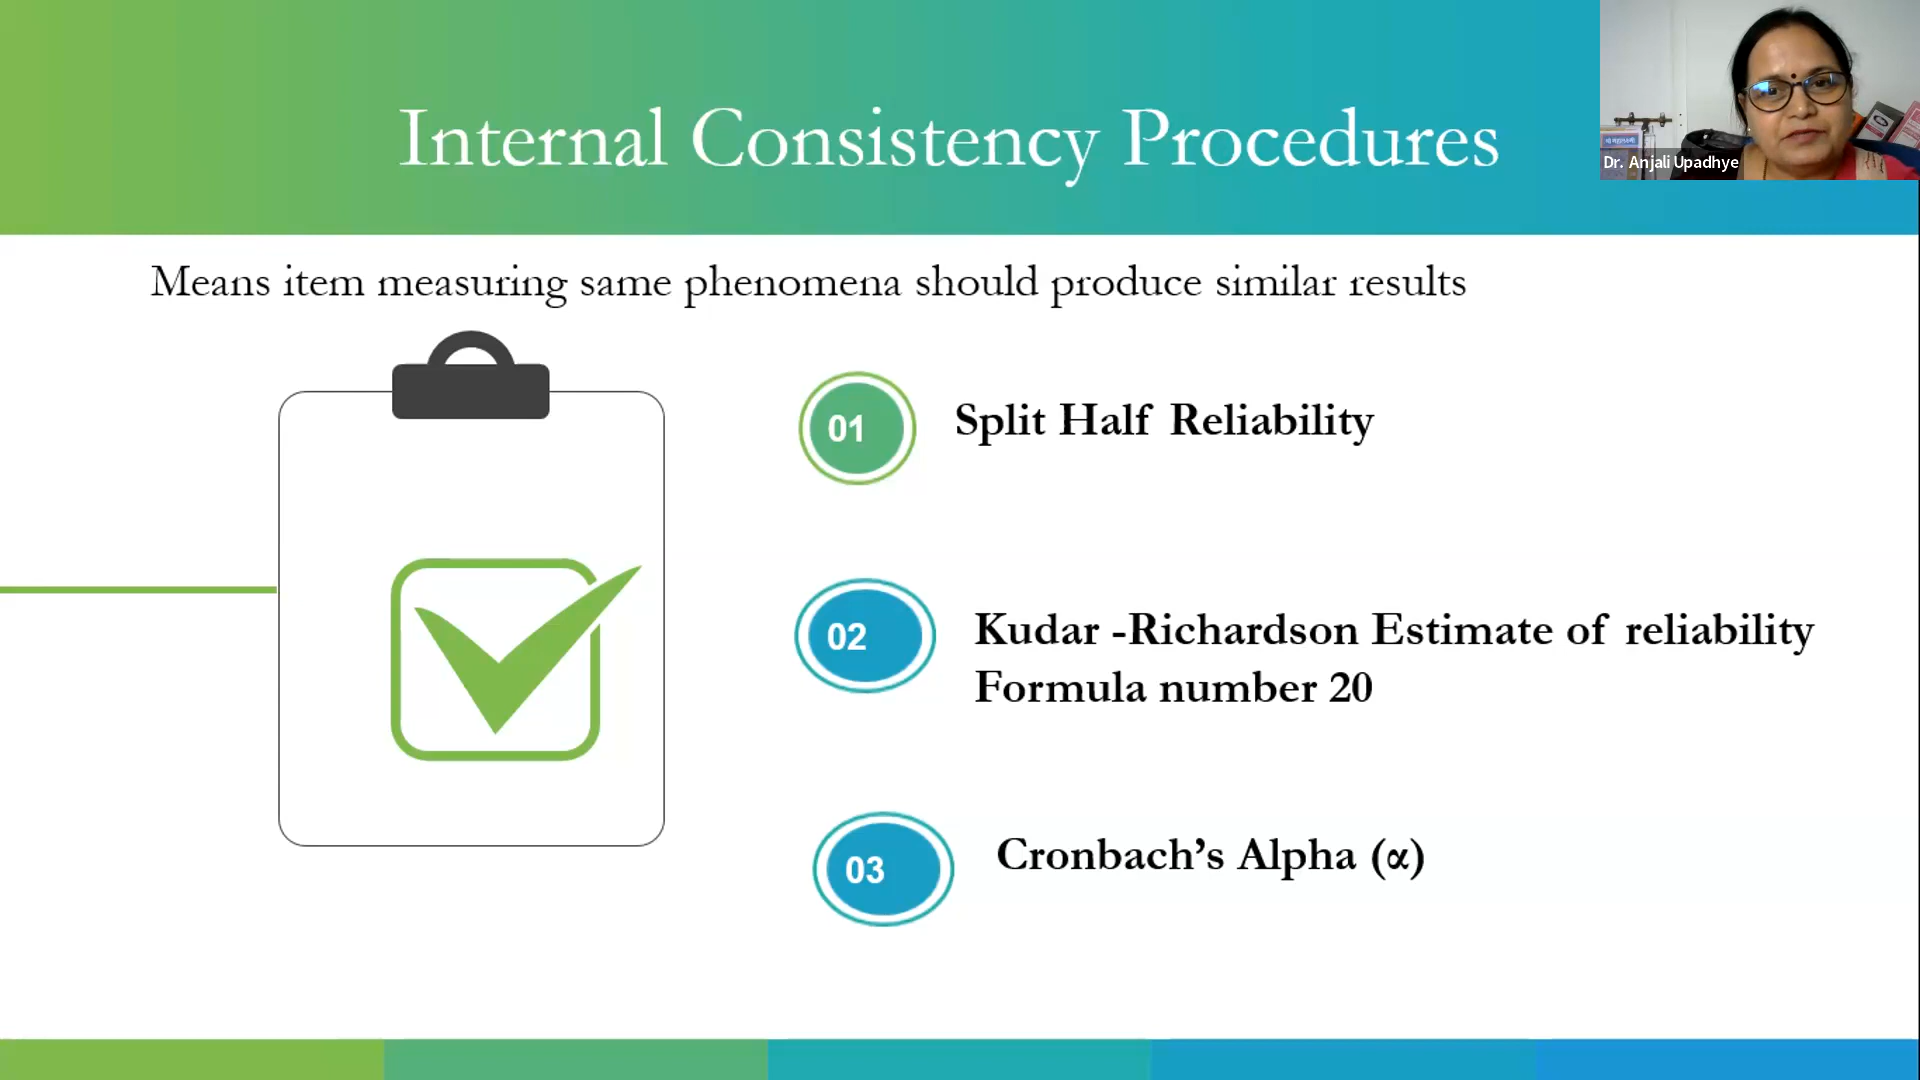 Internal Consistency Procedures
Dr. Anjali Upadhye
Means item measuring same phenomena should produce similar results
01 Split Half Reliability
02 Kudar -Richardson Estimate of reliability
Formula number 20
03 Cronbach’s Alpha (α)